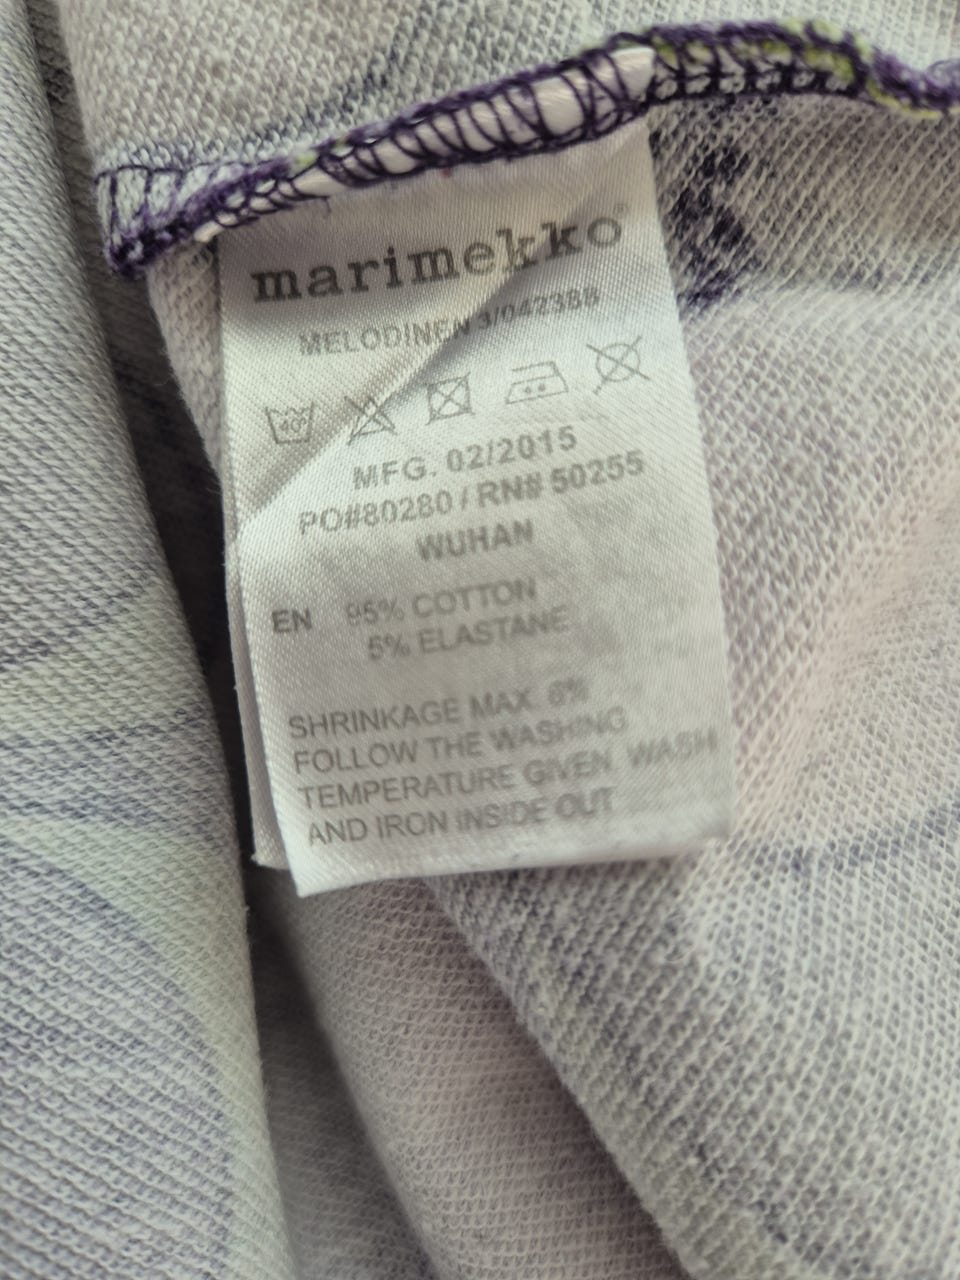 marimekko®
MELODINEN 3/042388
40°
MFG. 02/2015
PO#80280 / RN# 50255
WUHAN
EN 95% COTTON
5% ELASTANE
SHRINKAGE MAX 6%
FOLLOW THE WASHING
TEMPERATURE GIVEN WASH
AND IRON INSIDE OUT